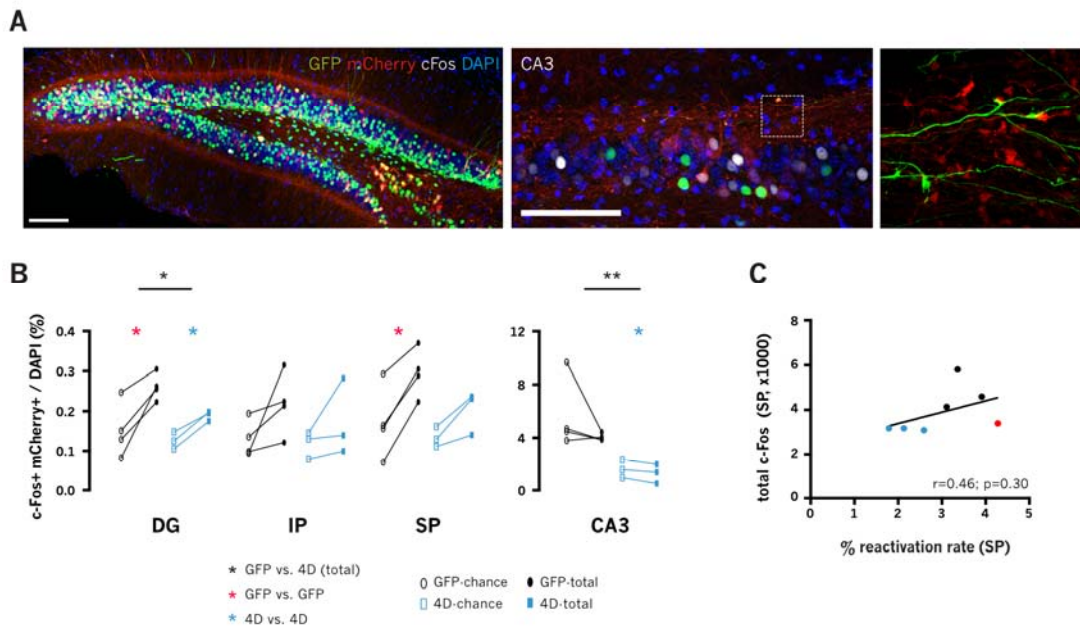 A
GFP mCherry cFos DAPI
CA3
B
C
* **
c-Fos+ mCherry+ / DAPI (%)
0.4
0.3
0.2
0.1
0.0
* * *
12
8
4
0
*
DG IP SP CA3
total c-Fos (SP, x1000)
8
6
4
2
0
r=0.46; p=0.30
0 1 2 3 4 5
% reactivation rate (SP)
* GFP vs. 4D (total)
* GFP vs. GFP
* 4D vs. 4D
GFP-chance GFP-total
4D-chance 4D-total